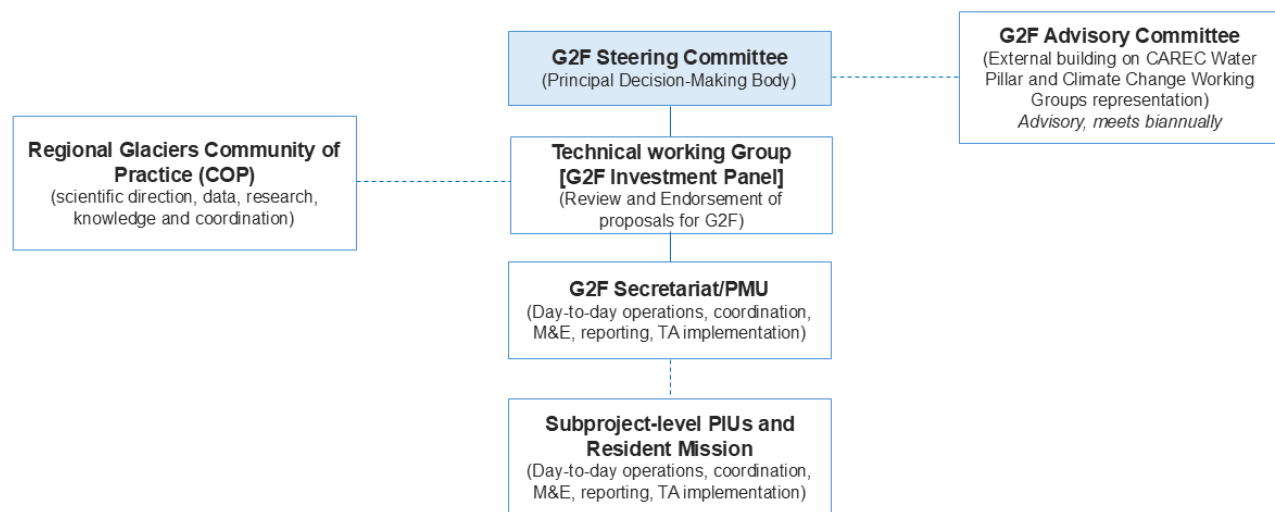 G2F Steering Committee
(Principal Decision-Making Body)
G2F Advisory Committee
(External building on CAREC Water
Pillar and Climate Change Working
Groups representation)
Advisory, meets biannually
Regional Glaciers Community of
Practice (COP)
(scientific direction, data, research,
knowledge and coordination)
Technical working Group
[G2F Investment Panel]
(Review and Endorsement of
proposals for G2F)
G2F Secretariat/PMU
(Day-to-day operations, coordination,
M&E, reporting, TA implementation)
Subproject-level PIUs and
Resident Mission
(Day-to-day operations, coordination,
M&E, reporting, TA implementation)